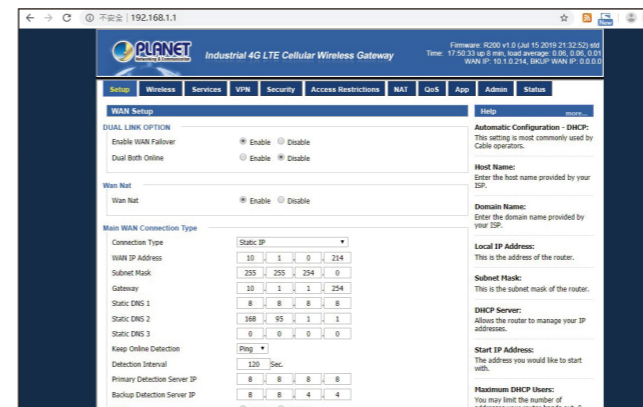 不安全 | 192.168.1.1
New
PLANET
Networking & Communication
Industrial 4G LTE Cellular Wireless Gateway
Firmware: R200 v1.0 (Jul 15 2019 21:32:52) std
Time: 17:50:33 up 8 min, load average: 0.06, 0.06, 0.01
WAN IP: 10.1.0.214, BKUP WAN IP: 0.0.0.0
Setup Wireless Services VPN Security Access Restrictions NAT QoS App Admin Status
WAN Setup
DUAL LINK OPTION
Enable WAN Failover Enable Disable
Dual Both Online Enable Disable
Wan Nat
Wan Nat Enable Disable
Main WAN Connection Type
Connection Type Static IP
WAN IP Address 10 . 1 . 0 . 214
Subnet Mask 255 . 255 . 254 . 0
Gateway 10 . 1 . 1 . 254
Static DNS 1 8 . 8 . 8 . 8
Static DNS 2 168 . 95 . 1 . 1
Static DNS 3 0 . 0 . 0 . 0
Keep Online Detection Ping
Detection Interval 120 Sec.
Primary Detection Server IP 8 . 8 . 8 . 8
Backup Detection Server IP 8 . 8 . 4 . 4
Help more...
Automatic Configuration - DHCP:
This setting is most commonly used by
Cable operators.
Host Name:
Enter the host name provided by your
ISP.
Domain Name:
Enter the domain name provided by
your ISP.
Local IP Address:
This is the address of the router.
Subnet Mask:
This is the subnet mask of the router.
DHCP Server:
Allows the router to manage your IP
addresses.
Start IP Address:
The address you would like to start
with.
Maximum DHCP Users:
You may limit the number of